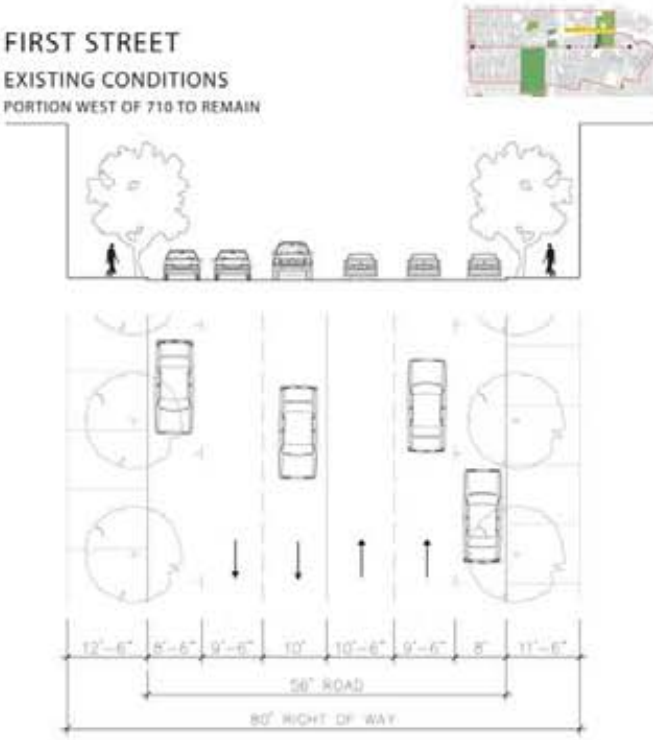 FIRST STREET
EXISTING CONDITIONS
PORTION WEST OF 710 TO REMAIN
12'-6" 8'-6" 9'-6" 10' 10'-6" 9'-6" 8' 11'-6"
56' ROAD
80' RIGHT OF WAY